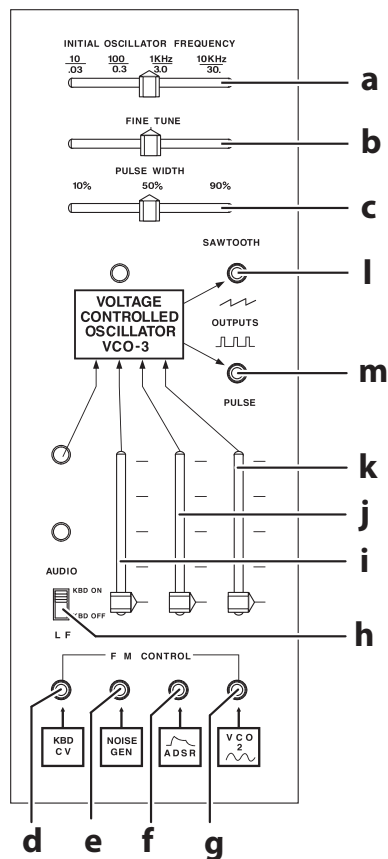 INITIAL OSCILLATOR FREQUENCY
10 100 1KHz 10KHz
.03 0.3 3.0 30.
a
FINE TUNE
b
PULSE WIDTH
10% 50% 90%
c
SAWTOOTH
l
VOLTAGE
CONTROLLED
OSCILLATOR
VCO-3
OUTPUTS
m
PULSE
k
j
i
AUDIO
KBD ON
BD OFF
h
L F
F M CONTROL
KBD
C V
NOISE
GEN
ADSR
V C O
2
d e f g